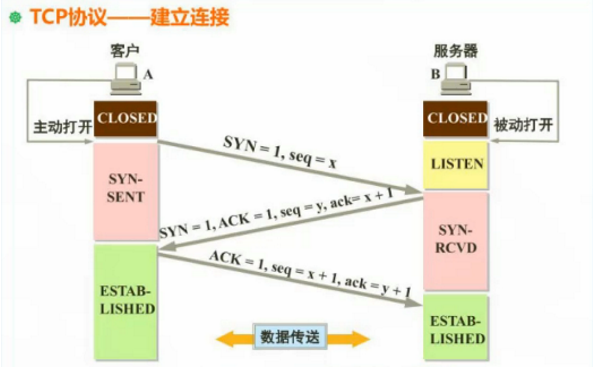 TCP协议——建立连接
客户
服务器
A
B
主动打开
被动打开
CLOSED
CLOSED
SYN = 1, seq = x
LISTEN
SYN-
SENT
SYN = 1, ACK = 1, seq = y, ack= x + 1
SYN-
RCVD
ACK = 1, seq = x + 1, ack = y + 1
ESTAB-
LISHED
ESTAB-
LISHED
数据传送